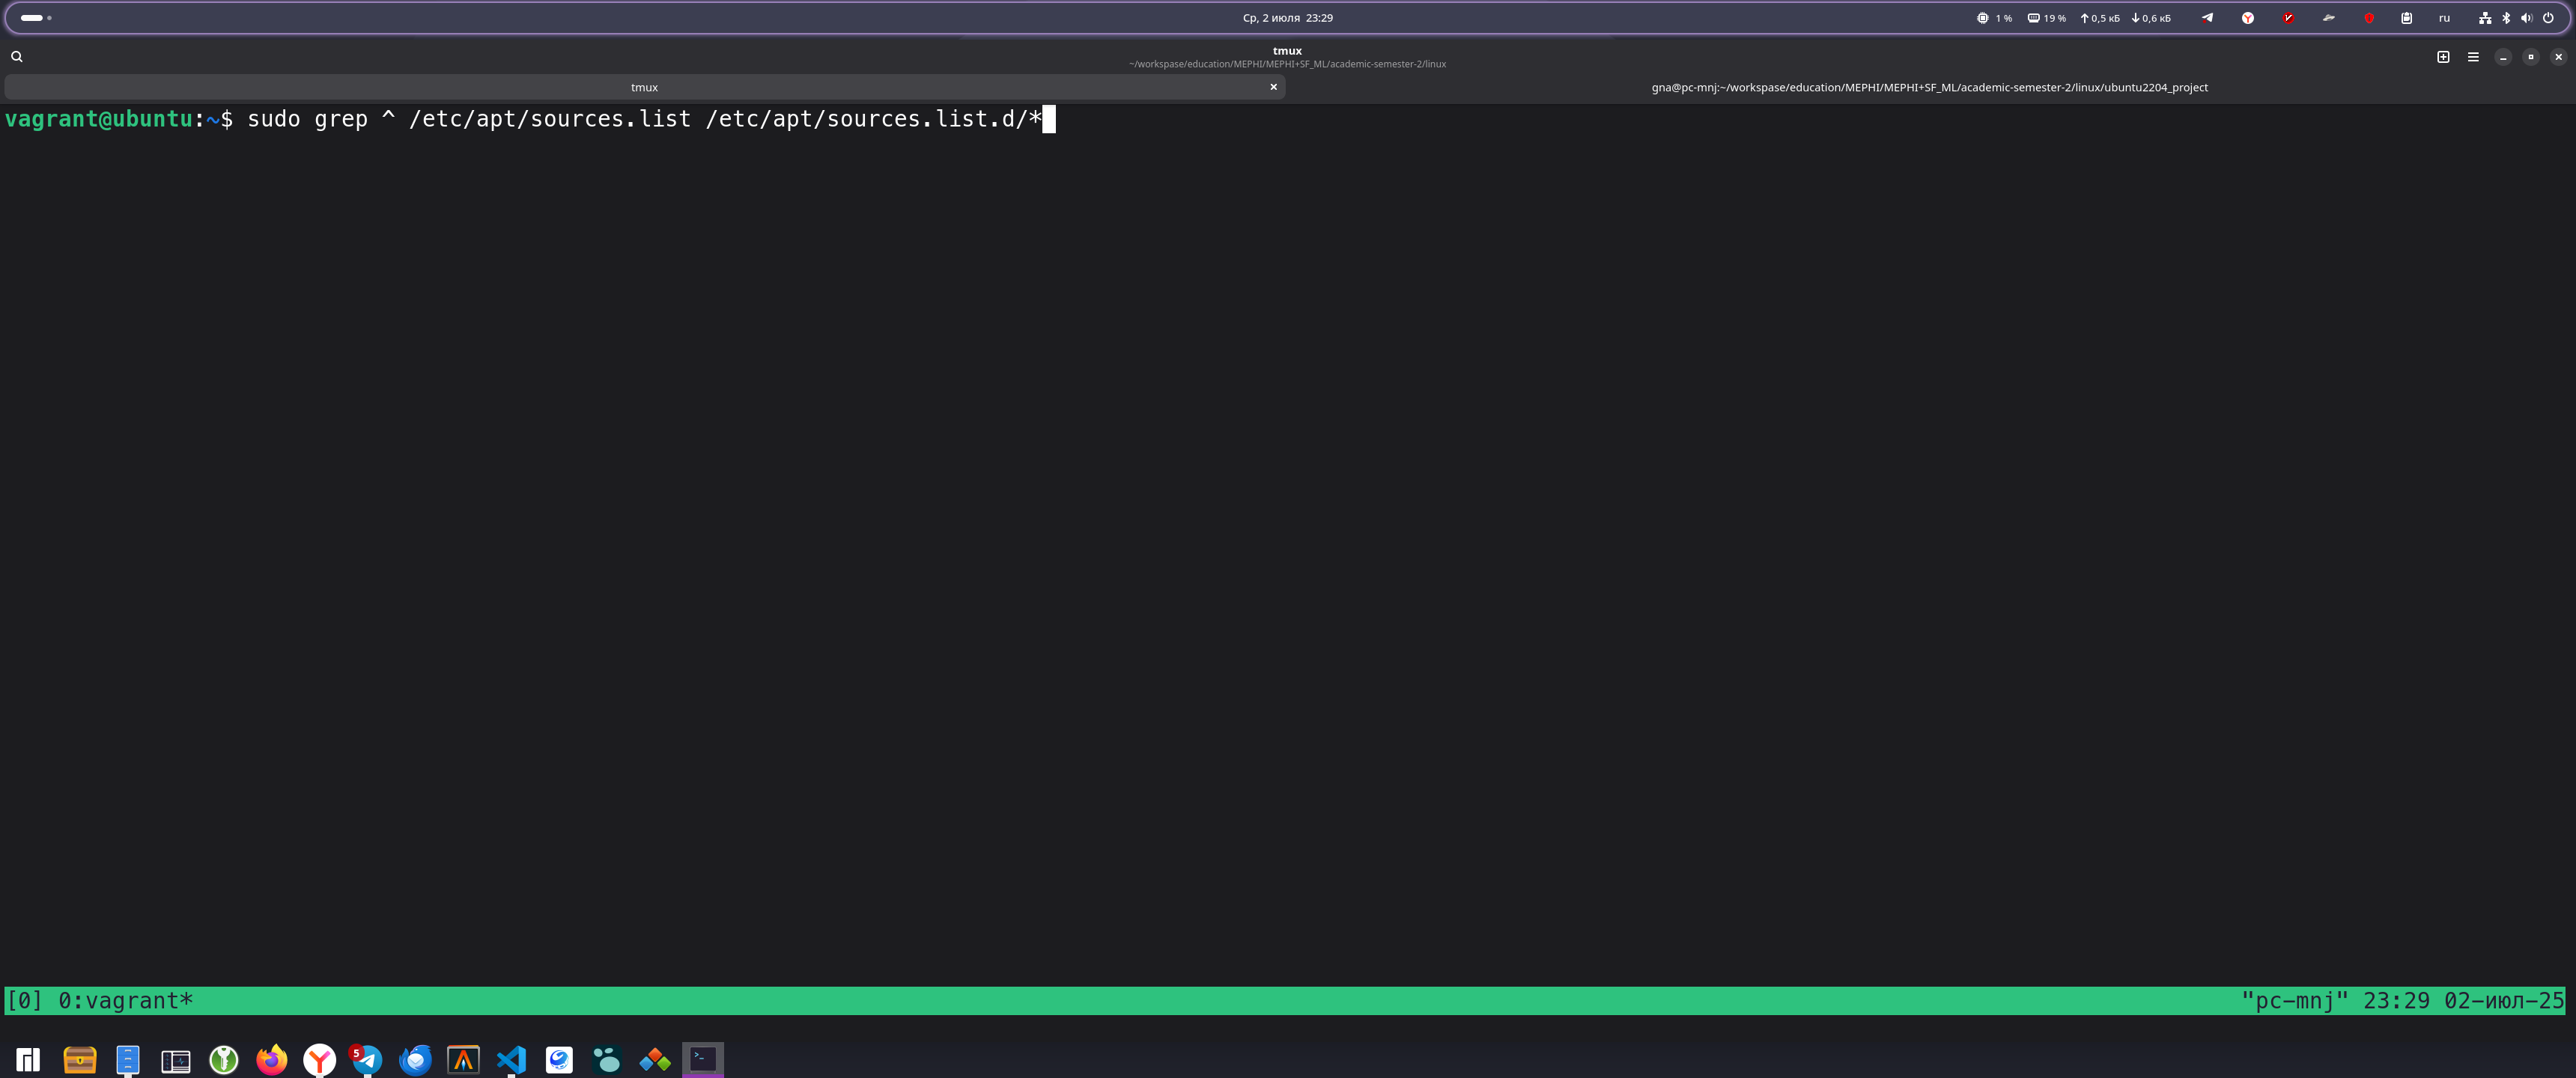 Ср, 2 июля 23:29
1 % 19 % 0,5 кБ 0,6 кБ ru
tmux
~/workspase/education/MEPHI/MEPHI+SF_ML/academic-semester-2/linux
tmux
gna@pc-mnj:~/workspase/education/MEPHI/MEPHI+SF_ML/academic-semester-2/linux/ubuntu2204_project
vagrant@ubuntu:~$ sudo grep ^ /etc/apt/sources.list /etc/apt/sources.list.d/*
[0] 0:vagrant* "pc-mnj" 23:29 02-июл-25
5